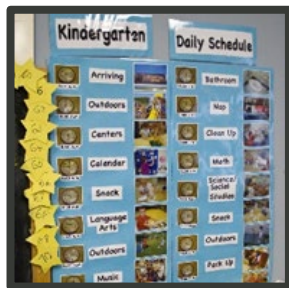 Kindergarten
Daily Schedule
Arriving
Outdoors
Centers
Calendar
Snack
Language
Arts
Outdoors
Music
Bathroom
Nap
Clean Up
Math
Science/
Social
Studies
Snack
Outdoors
Pack Up